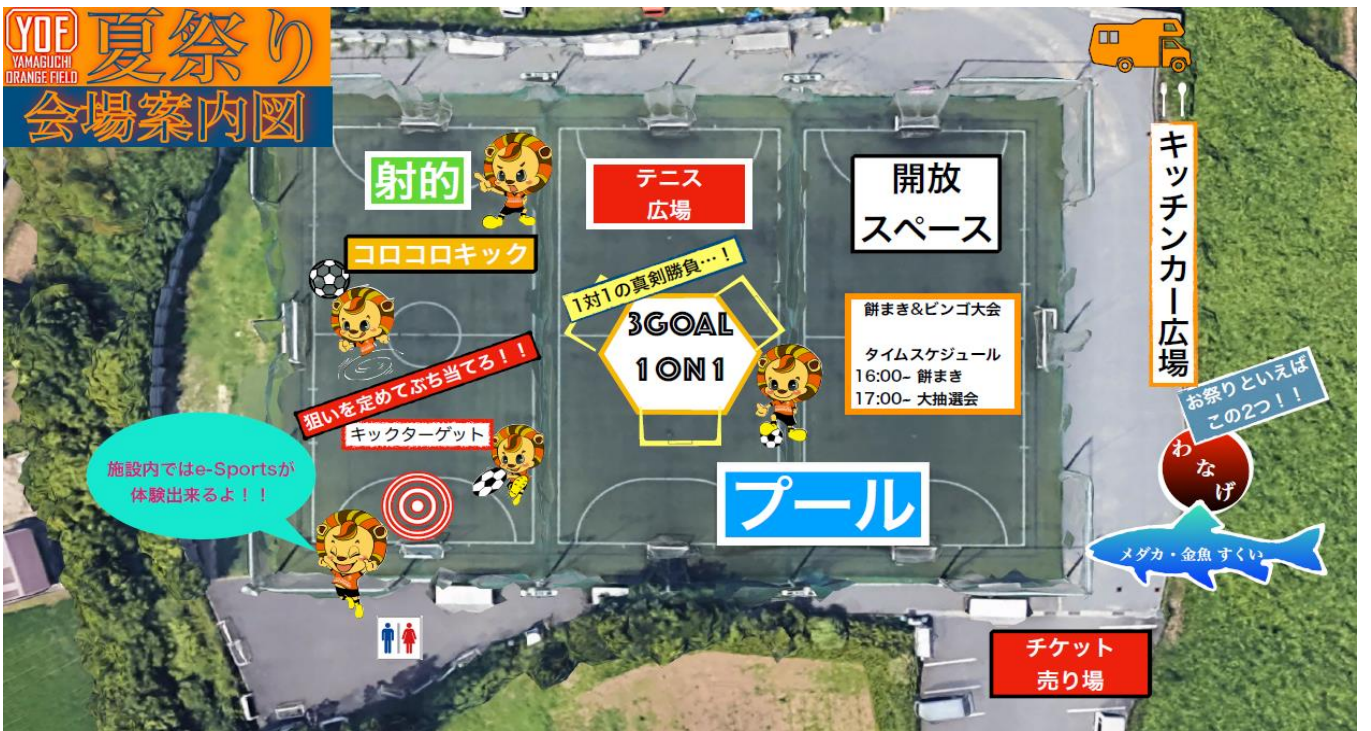 YOF
YAMAGUCHI
ORANGE FIELD
夏祭り
会場案内図
射的
コロコロキック
狙いを定めてぶち当てろ！！
キックターゲット
施設内ではe-Sportsが
体験出来るよ！！
テニス
広場
1対1の真剣勝負…！
3GOAL
1ON1
開放
スペース
餅まき&ビンゴ大会
タイムスケジュール
16:00~ 餅まき
17:00~ 大抽選会
プール
キッチンカー広場
お祭りといえば
この2つ！！
わなげ
メダカ・金魚 すくい
チケット
売り場